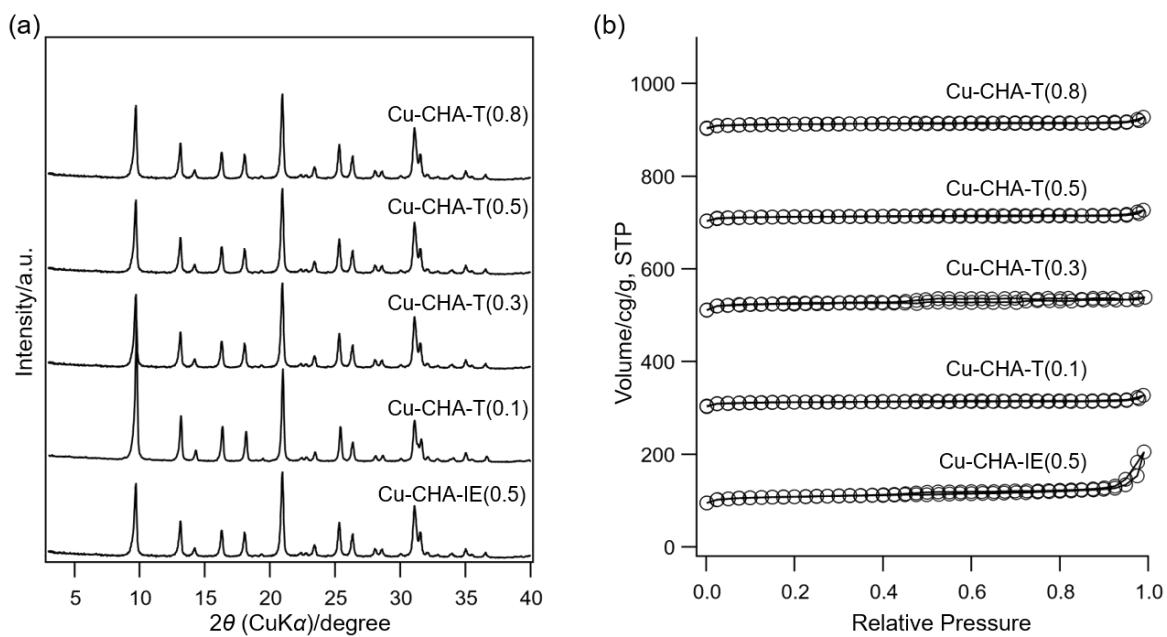 (a)
Intensity/a.u.
Cu-CHA-T(0.8)
Cu-CHA-T(0.5)
Cu-CHA-T(0.3)
Cu-CHA-T(0.1)
Cu-CHA-IE(0.5)
5 10 15 20 25 30 35 40
2θ (CuKα)/degree
(b)
Volume/cg/g, STP
1000
800
600
400
200
0
Cu-CHA-T(0.8)
Cu-CHA-T(0.5)
Cu-CHA-T(0.3)
Cu-CHA-T(0.1)
Cu-CHA-IE(0.5)
0.0 0.2 0.4 0.6 0.8 1.0
Relative Pressure